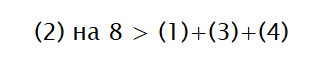 (2) на 8 > (1)+(3)+(4)